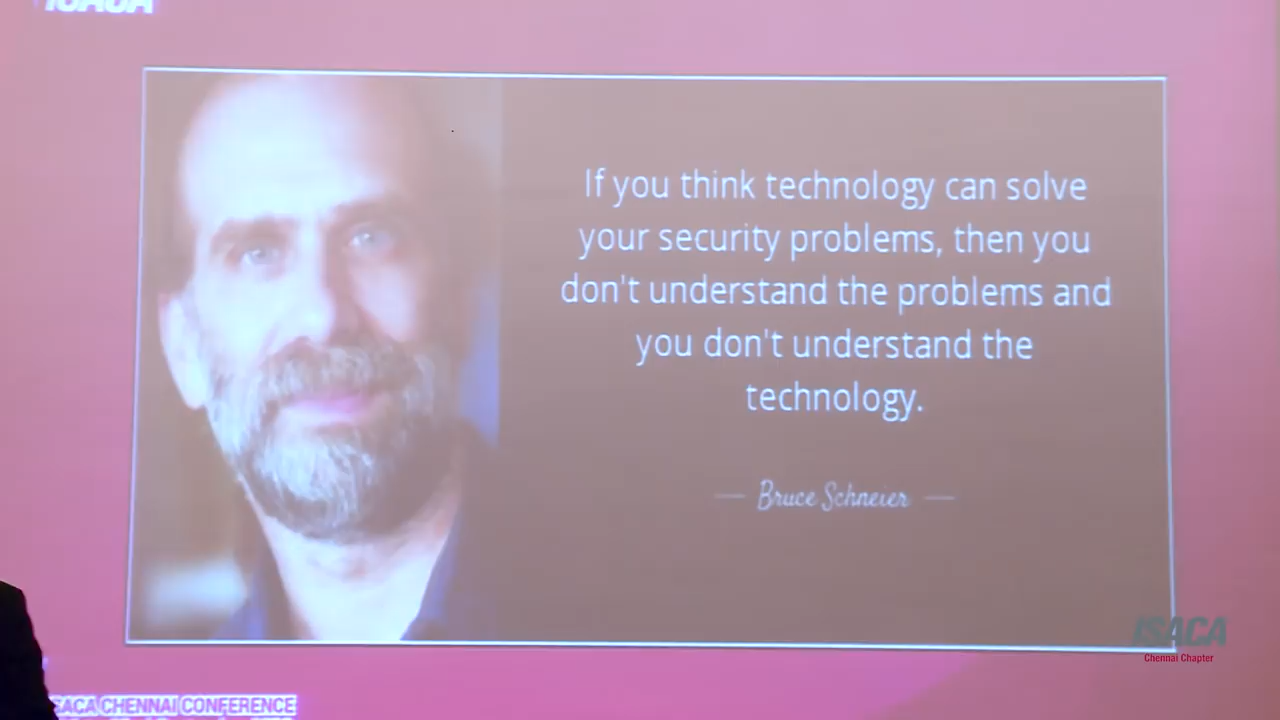 ISACA
If you think technology can solve
your security problems, then you
don't understand the problems and
you don't understand the
technology.
— Bruce Schneier —
ISACA
Chennai Chapter
ISACA CHENNAI CONFERENCE